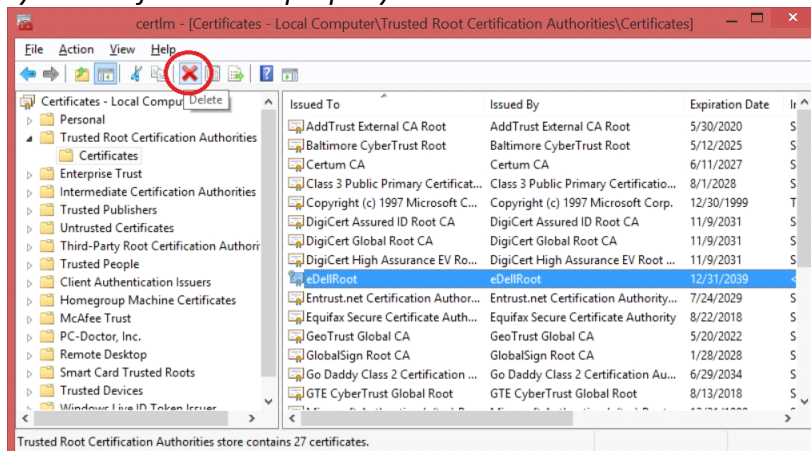 certlm - [Certificates - Local Computer\Trusted Root Certification Authorities\Certificates]
File Action View Help
Delete
Certificates - Local Compu
Personal
Trusted Root Certification Authorities
Certificates
Enterprise Trust
Intermediate Certification Authorities
Trusted Publishers
Untrusted Certificates
Third-Party Root Certification Authori
Trusted People
Client Authentication Issuers
Homegroup Machine Certificates
McAfee Trust
PC-Doctor, Inc.
Remote Desktop
Smart Card Trusted Roots
Trusted Devices
Windows Live ID Token Issuer
Issued To Issued By Expiration Date
AddTrust External CA Root AddTrust External CA Root 5/30/2020 S
Baltimore CyberTrust Root Baltimore CyberTrust Root 5/12/2025 S
Certum CA Certum CA 6/11/2027 S
Class 3 Public Primary Certificat... Class 3 Public Primary Certificatio... 8/1/2028 S
Copyright (c) 1997 Microsoft C... Copyright (c) 1997 Microsoft Corp. 12/30/1999 T
DigiCert Assured ID Root CA DigiCert Assured ID Root CA 11/9/2031 S
DigiCert Global Root CA DigiCert Global Root CA 11/9/2031 S
DigiCert High Assurance EV Ro... DigiCert High Assurance EV Root ... 11/9/2031 S
eDellRoot eDellRoot 12/31/2039 <
Entrust.net Certification Author... Entrust.net Certification Authority... 7/24/2029 S
Equifax Secure Certificate Auth... Equifax Secure Certificate Authority 8/22/2018 S
GeoTrust Global CA GeoTrust Global CA 5/20/2022 S
GlobalSign Root CA GlobalSign Root CA 1/28/2028 S
Go Daddy Class 2 Certification ... Go Daddy Class 2 Certification Au... 6/29/2034 S
GTE CyberTrust Global Root GTE CyberTrust Global Root 8/13/2018 S
Trusted Root Certification Authorities store contains 27 certificates.